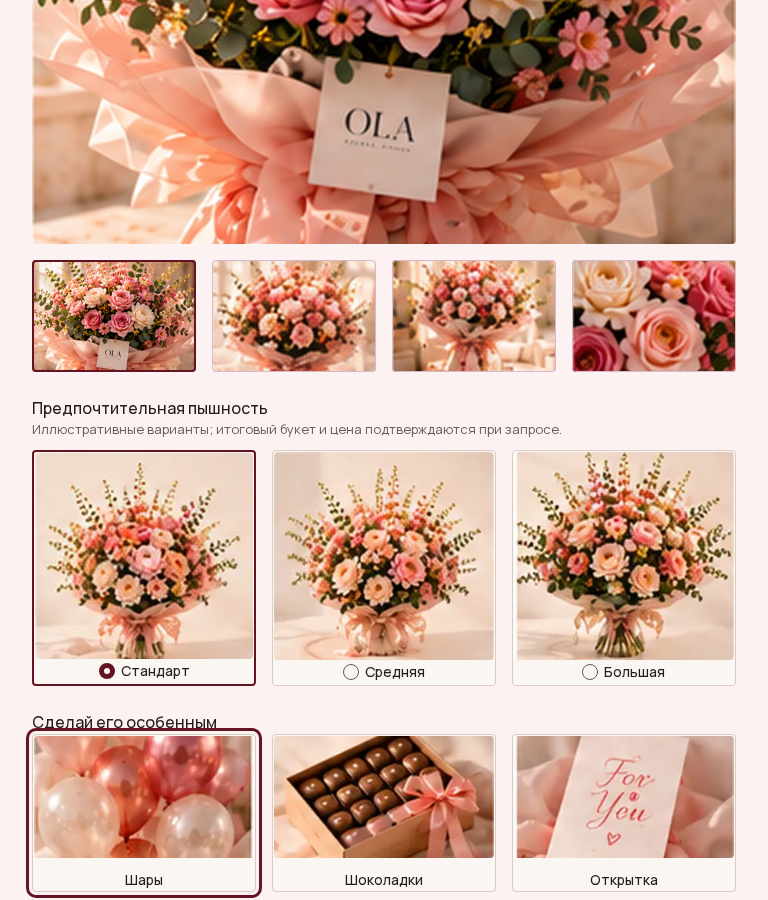 OLA
OLA
Предпочтительная пышность
Иллюстративные варианты; итоговый букет и цена подтверждаются при запросе.
Стандарт
Средняя
Большая
Сделай его особенным
For
You
Шары
Шоколадки
Открытка